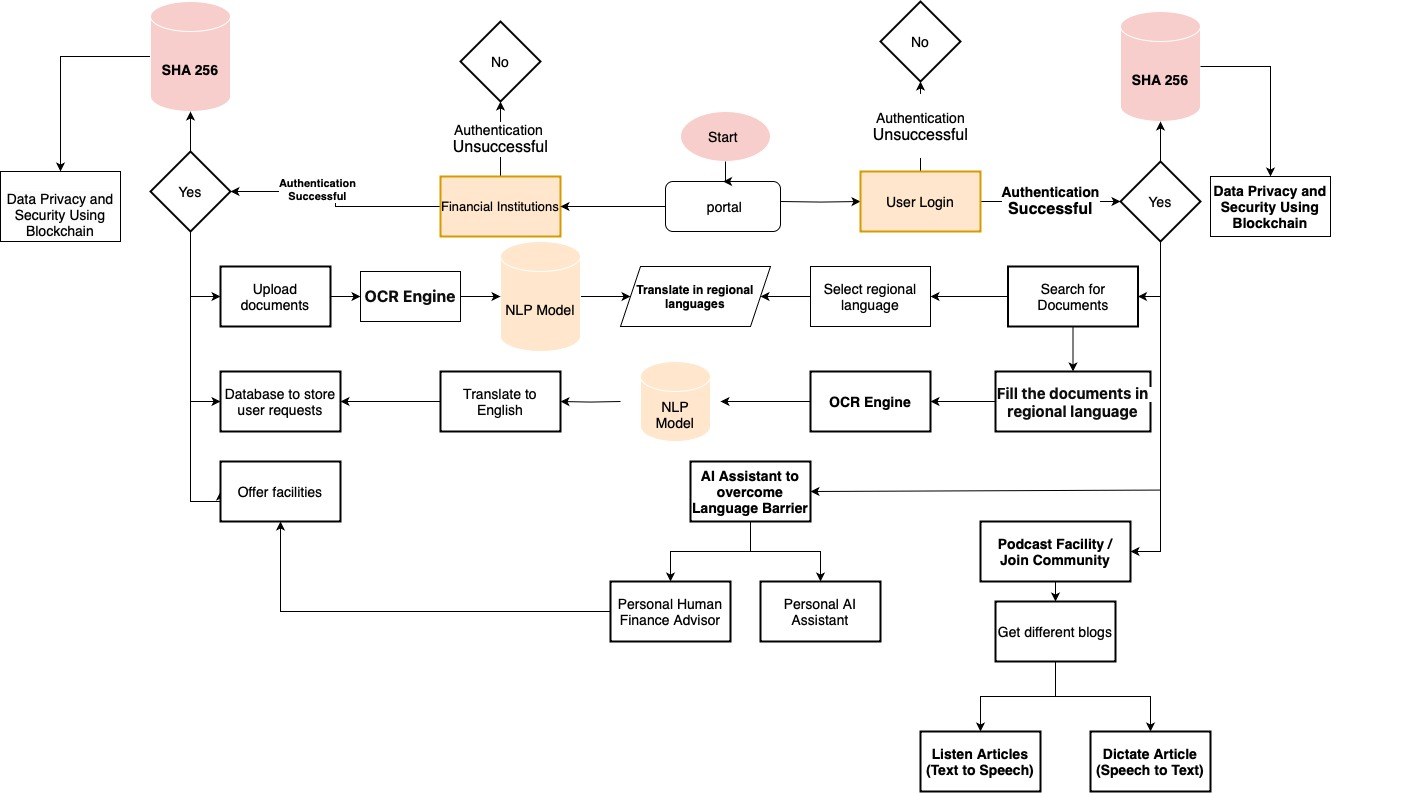 SHA 256
No
No
SHA 256
Authentication
Unsuccessful
Start
Authentication
Unsuccessful
Data Privacy and
Security Using
Blockchain
Yes
Authentication
Successful
Financial Institutions
portal
User Login
Authentication
Successful
Yes
Data Privacy and
Security Using
Blockchain
Upload
documents
OCR Engine
NLP Model
Translate in regional
languages
Select regional
language
Search for
Documents
Database to store
user requests
Translate to
English
NLP
Model
OCR Engine
Fill the documents in
regional language
Offer facilities
AI Assistant to
overcome
Language Barrier
Podcast Facility /
Join Community
Personal Human
Finance Advisor
Personal AI
Assistant
Get different blogs
Listen Articles
(Text to Speech)
Dictate Article
(Speech to Text)